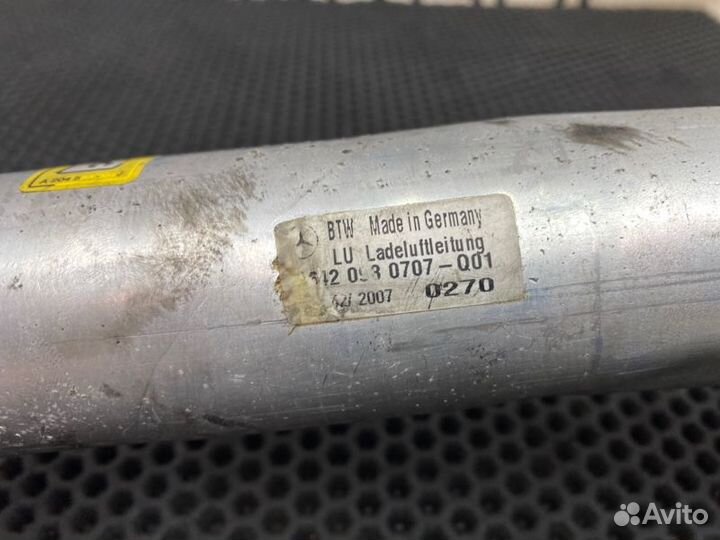 BTW Made in Germany
LU Ladeluftleitung
0707-Q01
2007 0270
Avito